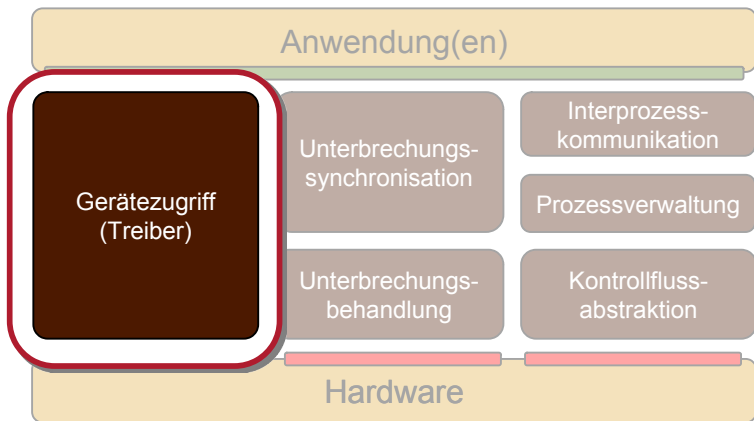 Anwendung(en)
Gerätezugriff
(Treiber)
Unterbrechungs-
synchronisation
Unterbrechungs-
behandlung
Interprozess-
kommunikation
Prozessverwaltung
Kontrollfluss-
abstraktion
Hardware